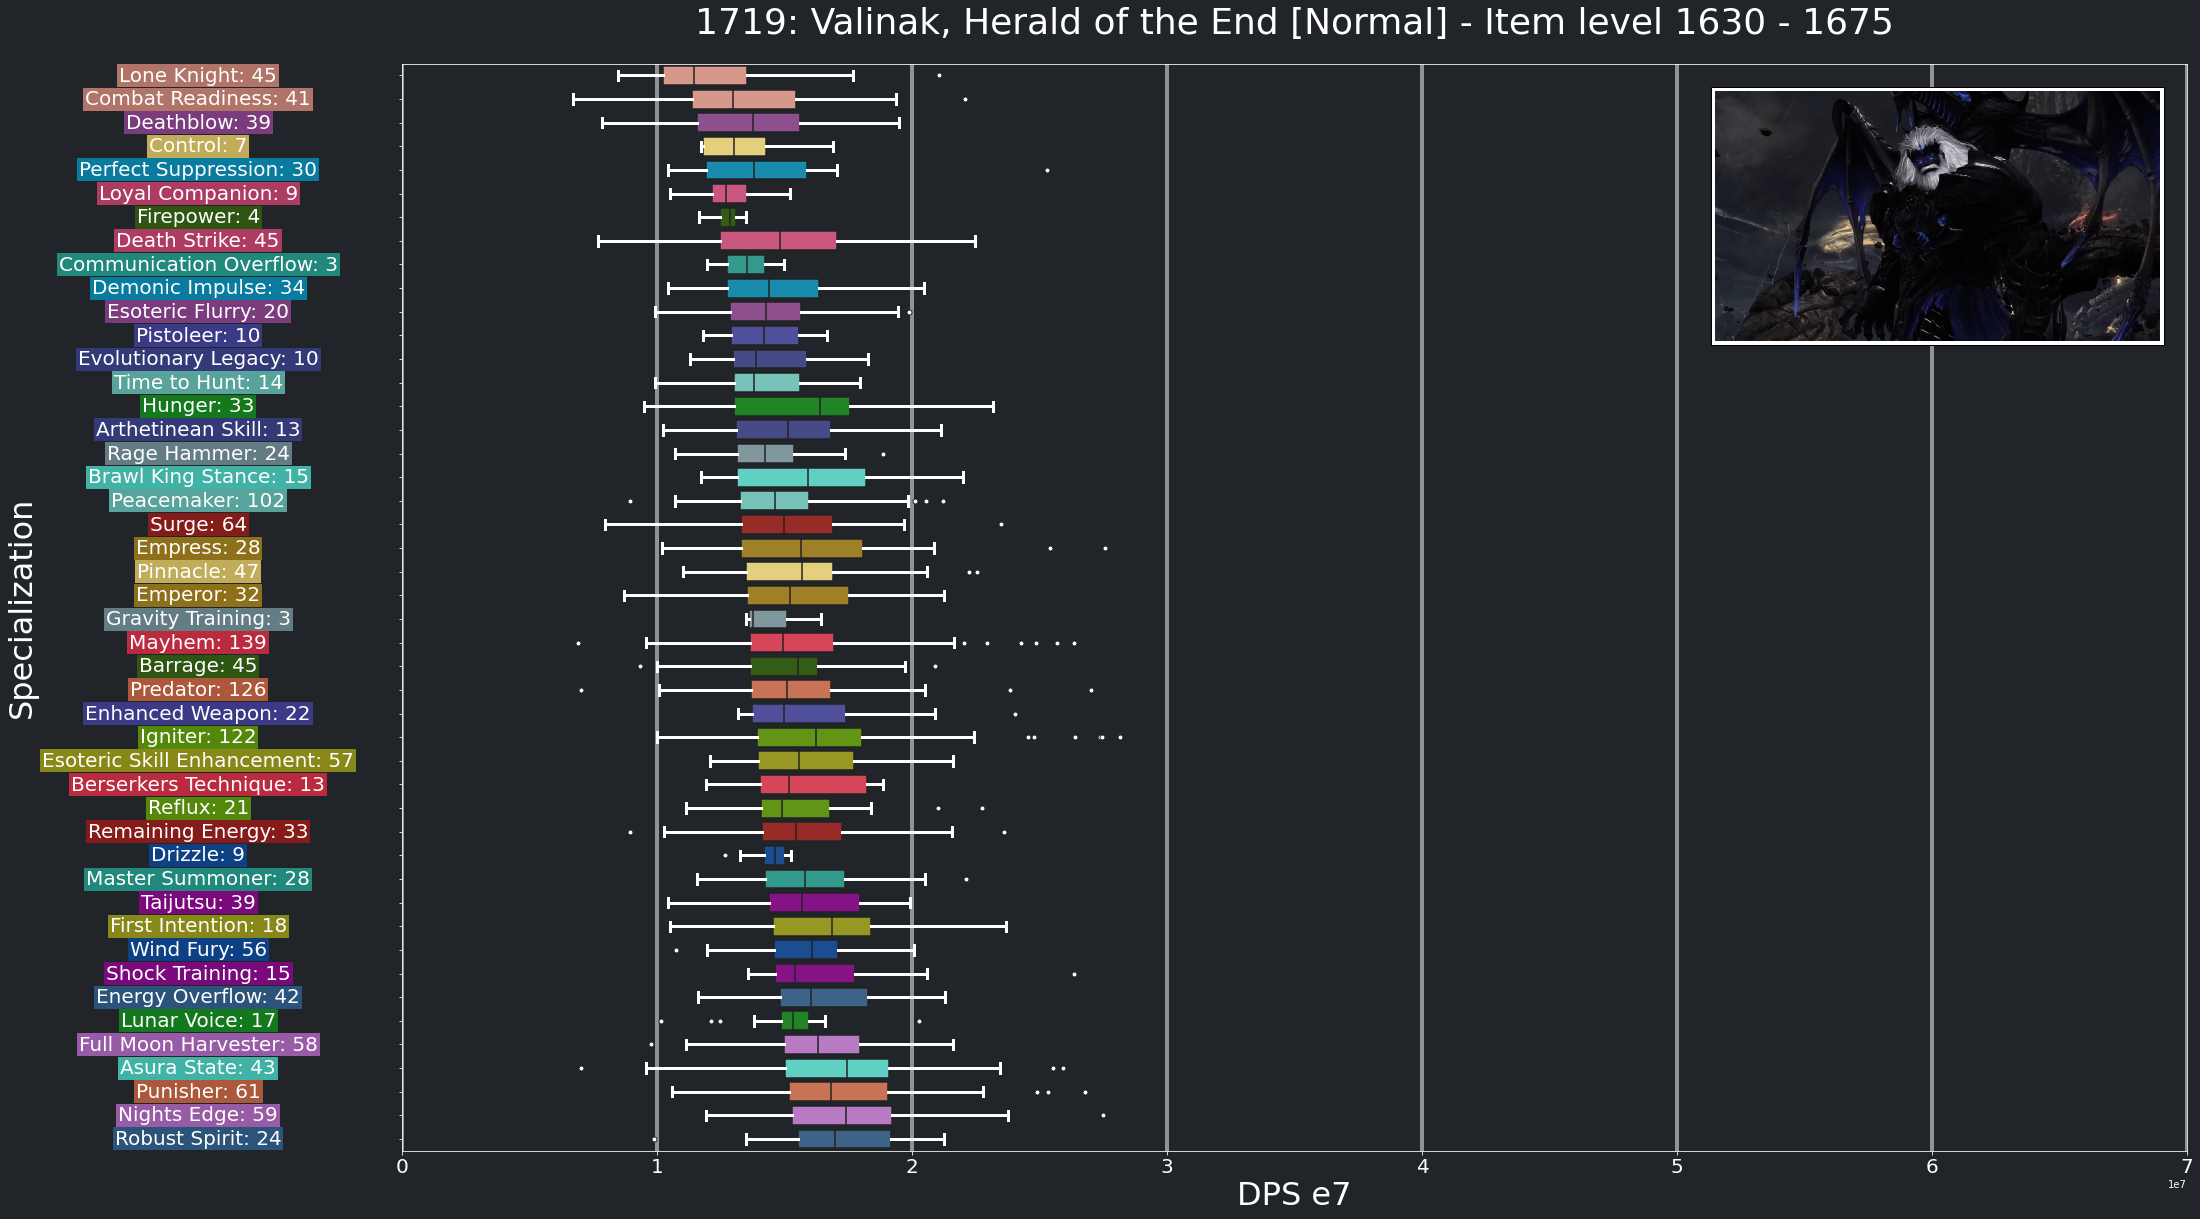 1719: Valinak, Herald of the End [Normal] - Item level 1630 - 1675
Specialization
Lone Knight: 45
Combat Readiness: 41
Deathblow: 39
Control: 7
Perfect Suppression: 30
Loyal Companion: 9
Firepower: 4
Death Strike: 45
Communication Overflow: 3
Demonic Impulse: 34
Esoteric Flurry: 20
Pistoleer: 10
Evolutionary Legacy: 10
Time to Hunt: 14
Hunger: 33
Arthetinean Skill: 13
Rage Hammer: 24
Brawl King Stance: 15
Peacemaker: 102
Surge: 64
Empress: 28
Pinnacle: 47
Emperor: 32
Gravity Training: 3
Mayhem: 139
Barrage: 45
Predator: 126
Enhanced Weapon: 22
Igniter: 122
Esoteric Skill Enhancement: 57
Berserkers Technique: 13
Reflux: 21
Remaining Energy: 33
Drizzle: 9
Master Summoner: 28
Taijutsu: 39
First Intention: 18
Wind Fury: 56
Shock Training: 15
Energy Overflow: 42
Lunar Voice: 17
Full Moon Harvester: 58
Asura State: 43
Punisher: 61
Nights Edge: 59
Robust Spirit: 24
0 1 2 3 4 5 6 7
1e7
DPS e7